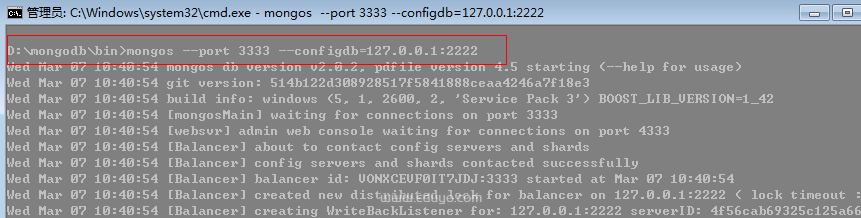 管理员: C:\Windows\system32\cmd.exe - mongos  --port 3333 --configdb=127.0.0.1:2222
D:\mongodb\bin>mongos --port 3333 --configdb=127.0.0.1:2222
Wed Mar 07 10:40:54 mongos db version v2.0.2, pdfile version 4.5 starting (--help for usage)
Wed Mar 07 10:40:54 git version: 514b122d308928517f5841888ceaa4246a7f18e3
Wed Mar 07 10:40:54 build info: windows (5, 1, 2600, 2, 'Service Pack 3') BOOST_LIB_VERSION=1_42
Wed Mar 07 10:40:54 [mongosMain] waiting for connections on port 3333
Wed Mar 07 10:40:54 [websvr] admin web console waiting for connections on port 4333
Wed Mar 07 10:40:54 [Balancer] about to contact config servers and shards
Wed Mar 07 10:40:54 [Balancer] config servers and shards contacted successfully
Wed Mar 07 10:40:54 [Balancer] balancer id: VONXCEVF0IT7JDJ:3333 started at Mar 07 10:40:54
Wed Mar 07 10:40:54 [Balancer] created new distributed lock for balancer on 127.0.0.1:2222 ( lock timeout :
Wed Mar 07 10:40:54 [Balancer] creating WriteBackListener for: 127.0.0.1:2222 serverID: 4f56cab69325c125a66